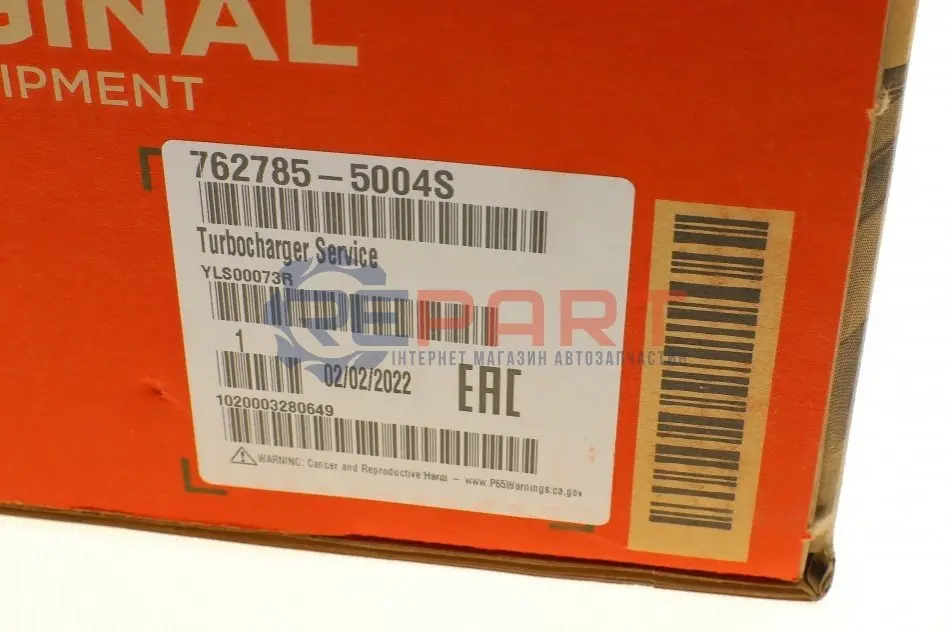 GINAL
IPMENT
762785-5004S
Turbocharger Service
YLS00073R
REPART
ІНТЕРНЕТ МАГАЗИН АВТОЗАПЧАСТИН
1
02/02/2022
EAC
1020003280649
WARNING: Cancer and Reproductive Harm - www.P65Warnings.ca.gov